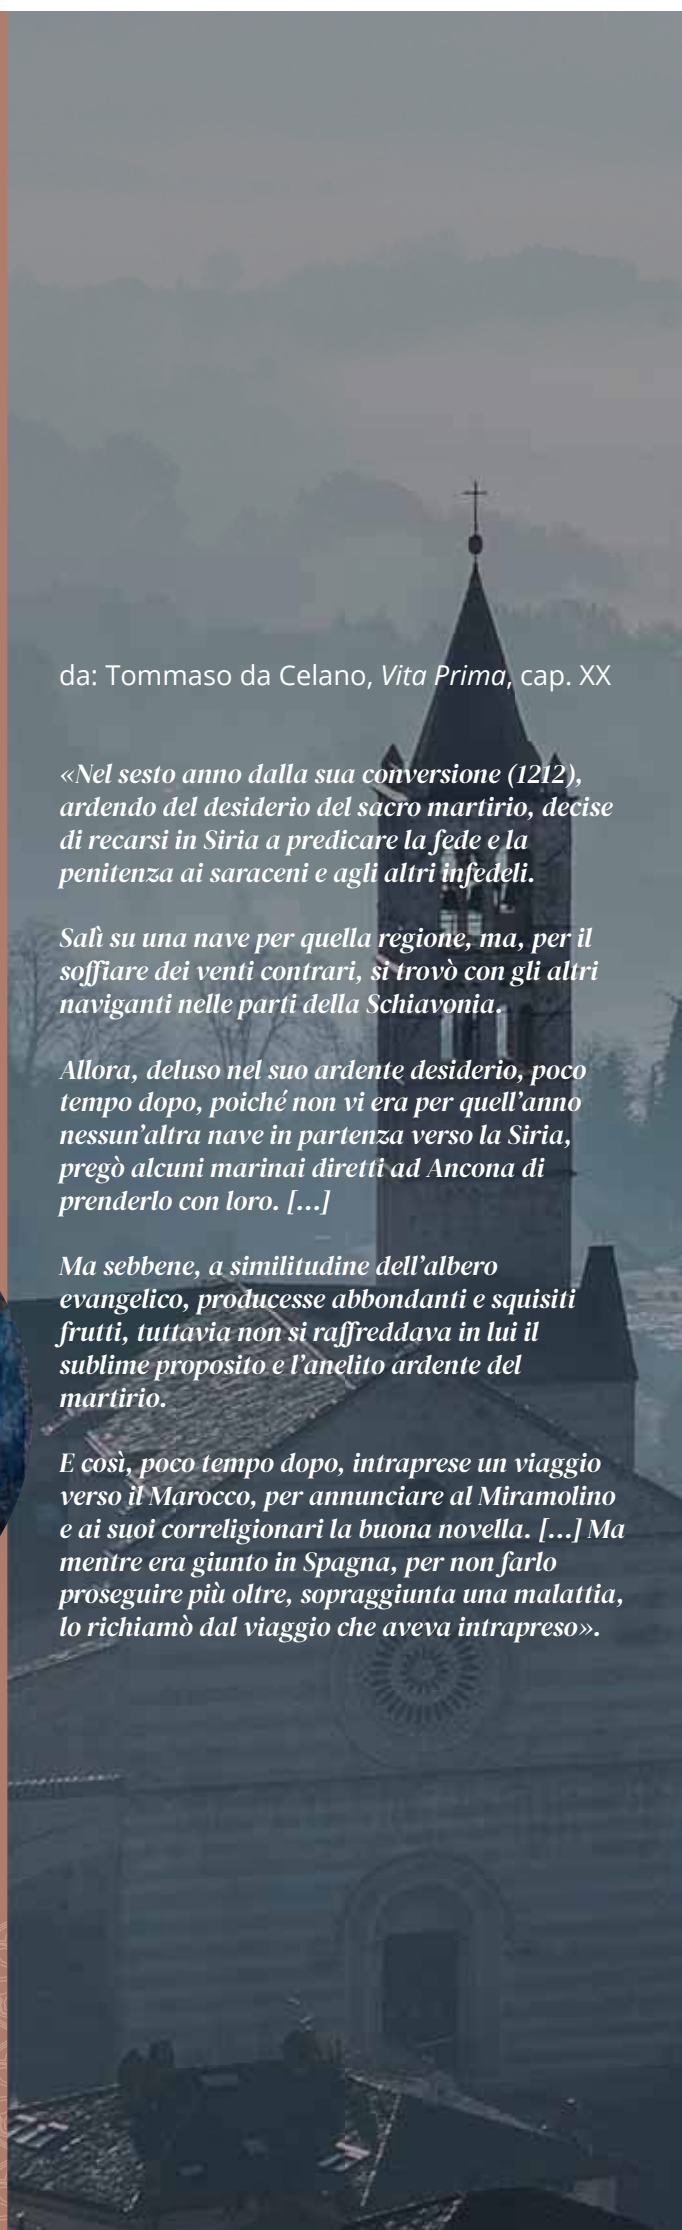 da: Tommaso da Celano, Vita Prima, cap. XX
«Nel sesto anno dalla sua conversione (1212),
ardendo del desiderio del sacro martirio, decise
di recarsi in Siria a predicare la fede e la
penitenza ai saraceni e agli altri infedeli.
Salì su una nave per quella regione, ma, per il
soffiare dei venti contrari, si trovò con gli altri
naviganti nelle parti della Schiavonia.
Allora, deluso nel suo ardente desiderio, poco
tempo dopo, poiché non vi era per quell’anno
nessun’altra nave in partenza verso la Siria,
pregò alcuni marinai diretti ad Ancona di
prenderlo con loro. [...]
Ma sebbene, a similitudine dell’albero
evangelico, producesse abbondanti e squisiti
frutti, tuttavia non si raffreddava in lui il
sublime proposito e l’anelito ardente del
martirio.
E così, poco tempo dopo, intraprese un viaggio
verso il Marocco, per annunciare al Miramolino
e ai suoi correligionari la buona novella. [...] Ma
mentre era giunto in Spagna, per non farlo
proseguire più oltre, sopraggiunta una malattia,
lo richiamò dal viaggio che aveva intrapreso».